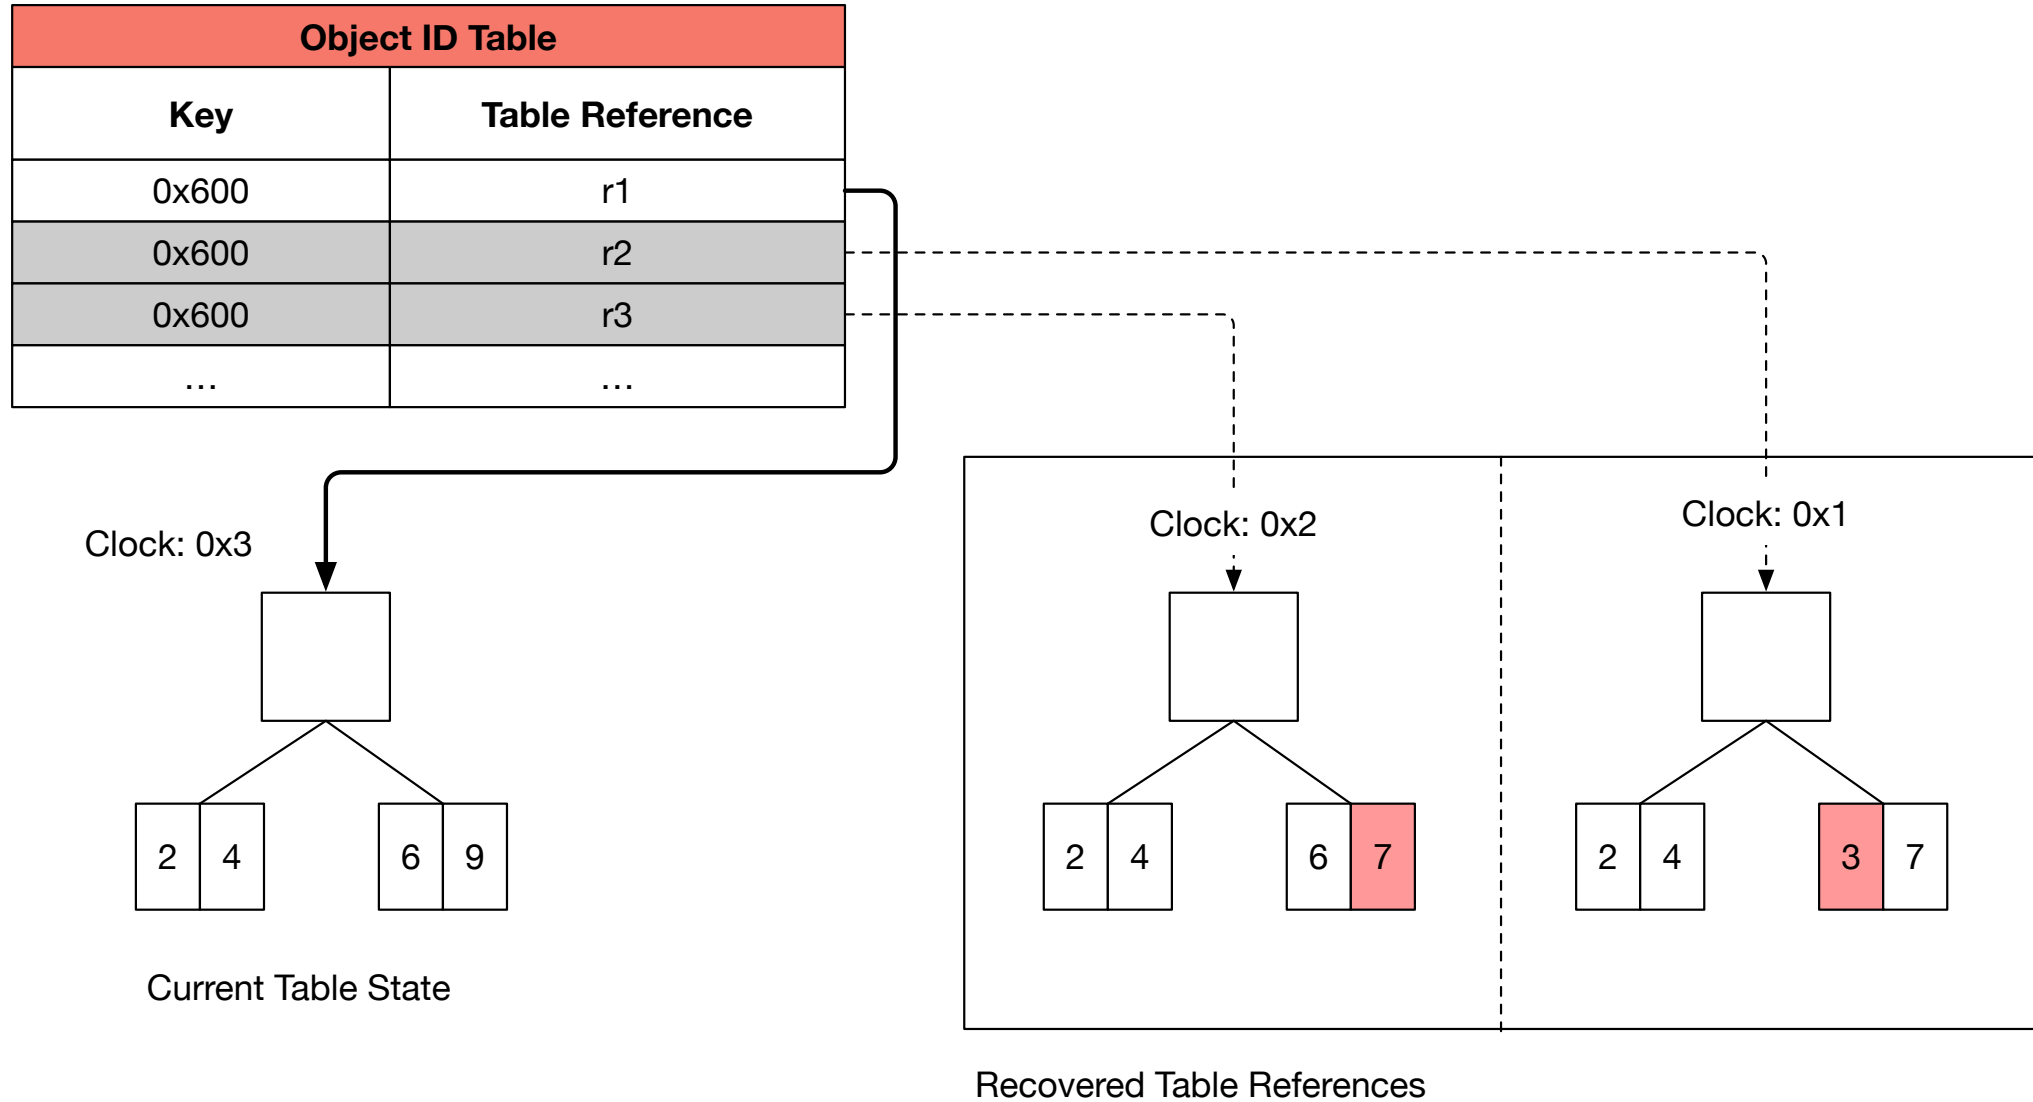 Object ID Table
Key Table Reference
0x600 r1
0x600 r2
0x600 r3
… …
Clock: 0x3
Clock: 0x2
Clock: 0x1
2 4 6 9
2 4 6 7
2 4 3 7
Current Table State
Recovered Table References